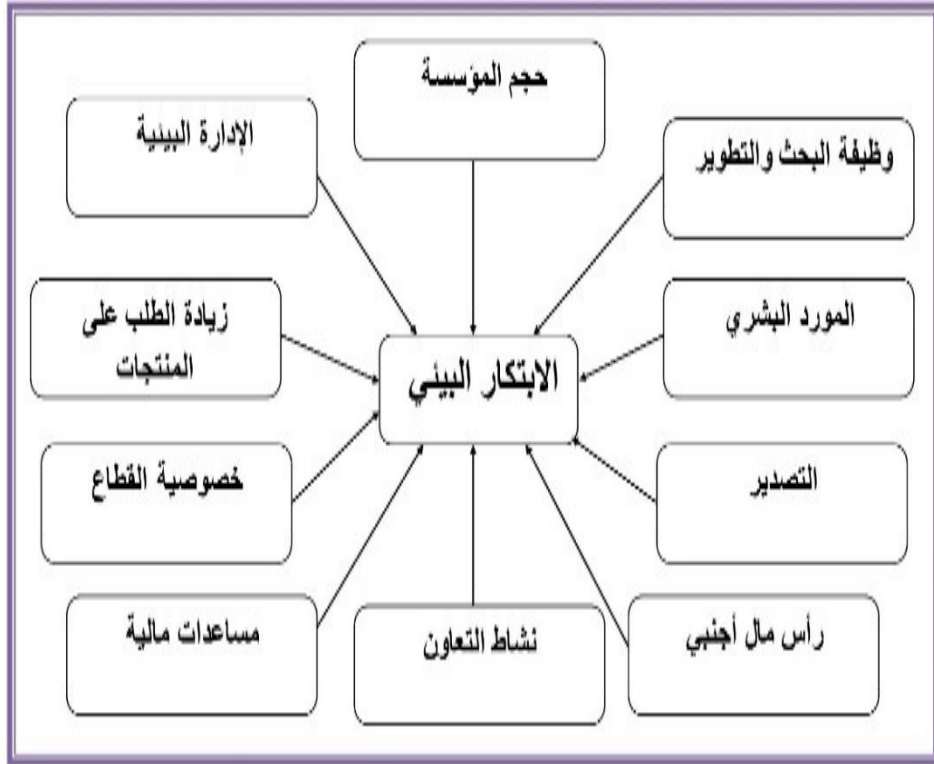 حجم المؤسسة
وظيفة البحث والتطوير
الإدارة البيئية
المورد البشري
زيادة الطلب علي
المنتجات
الابتكار البيئي
التصدير
خصوصية القطاع
رأس مال أجنبي
نشاط التعاون
مساعدات مالية